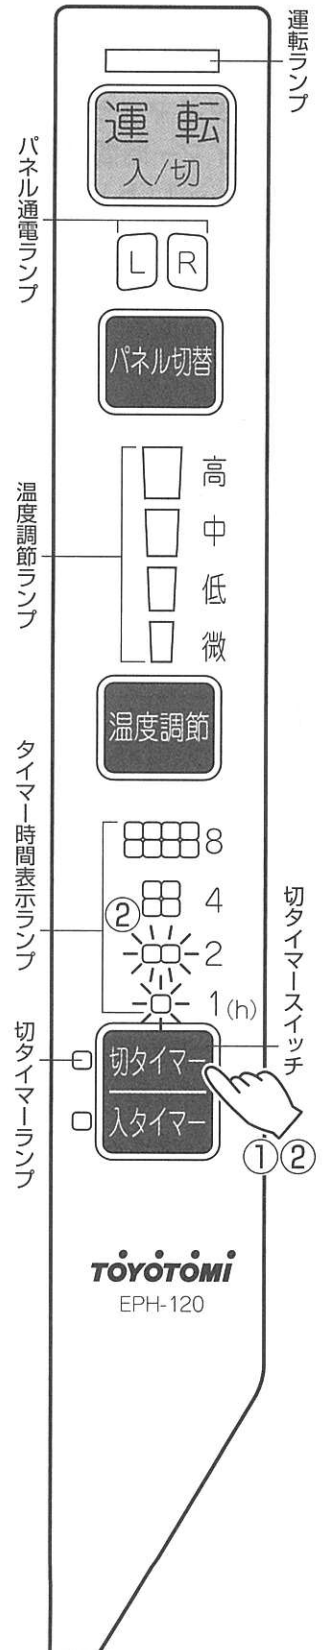 運転ランプ
運 転
入/切
パネル通電ランプ
L R
パネル切替
温度調節ランプ
高
中
低
微
温度調節
タイマー時間表示ランプ
8
4
②
2
1(h)
切タイマースイッチ
切タイマーランプ
切タイマー
入タイマー
①②
TOYOTOMI
EPH-120